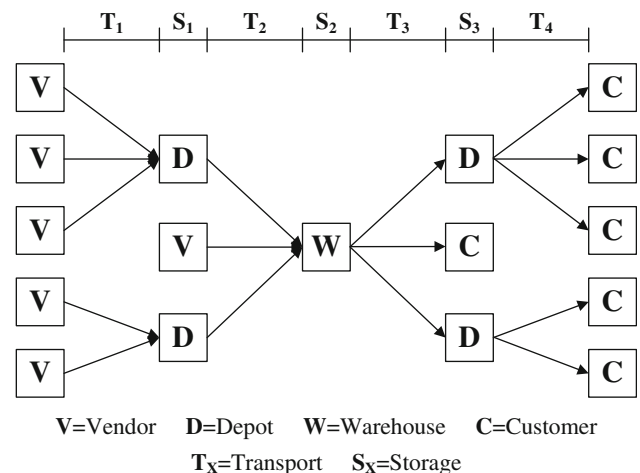 T₁ S₁ T₂ S₂ T₃ S₃ T₄
V C
V D D C
V C
V W C
V C
D D
V C
V=Vendor D=Depot W=Warehouse C=Customer
Tₓ=Transport Sₓ=Storage